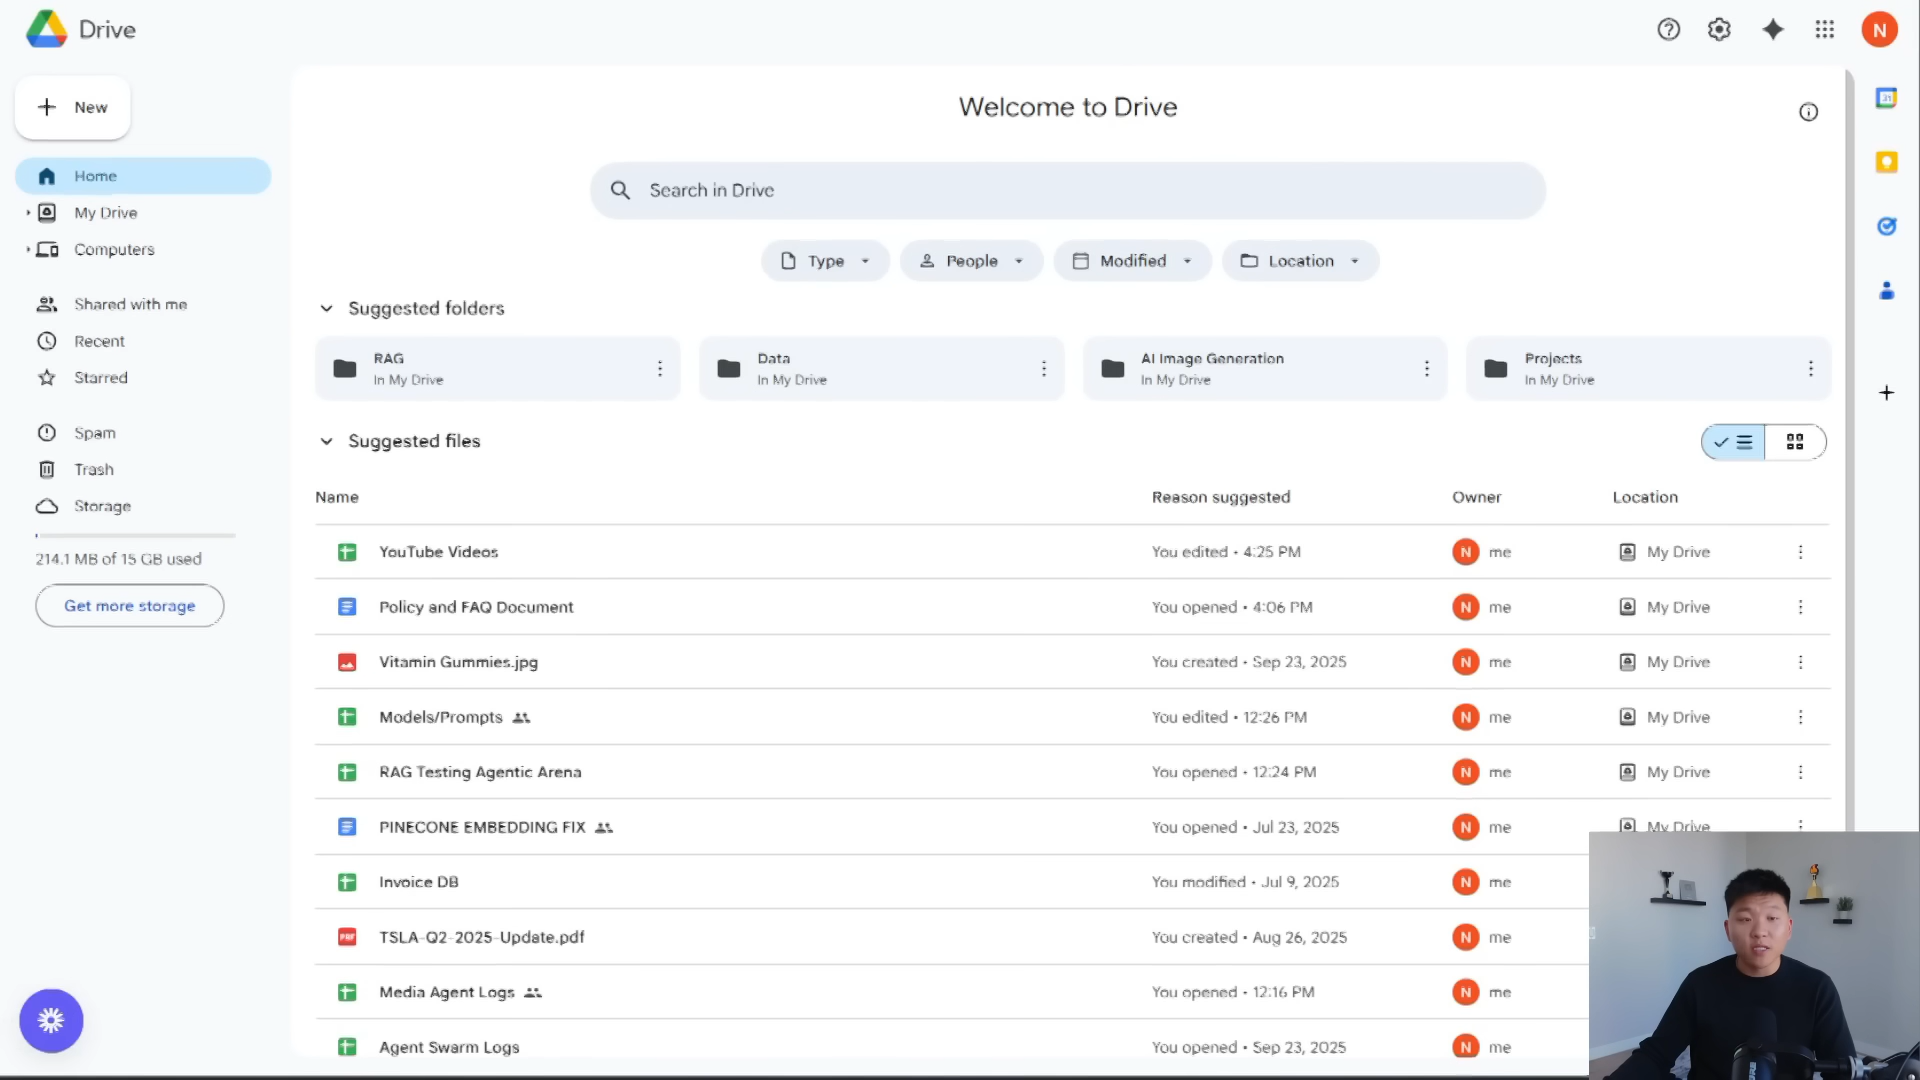 Drive
N
New
Welcome to Drive
Home
Search in Drive
My Drive
Computers
Type
People
Modified
Location
Shared with me
Suggested folders
Recent
RAG
In My Drive
Data
In My Drive
AI Image Generation
In My Drive
Projects
In My Drive
Starred
Spam
Suggested files
Trash
Name
Reason suggested
Owner
Location
Storage
214.1 MB of 15 GB used
Get more storage
YouTube Videos
You edited • 4:25 PM
N me
My Drive
Policy and FAQ Document
You opened • 4:06 PM
N me
My Drive
Vitamin Gummies.jpg
You created • Sep 23, 2025
N me
My Drive
Models/Prompts
You edited • 12:26 PM
N me
My Drive
RAG Testing Agentic Arena
You opened • 12:24 PM
N me
My Drive
PINECONE EMBEDDING FIX
You opened • Jul 23, 2025
N me
My Drive
Invoice DB
You modified • Jul 9, 2025
N me
PDF
TSLA-Q2-2025-Update.pdf
You created • Aug 26, 2025
N me
Media Agent Logs
You opened • 12:16 PM
N me
Agent Swarm Logs
You opened • Sep 23, 2025
N me
31